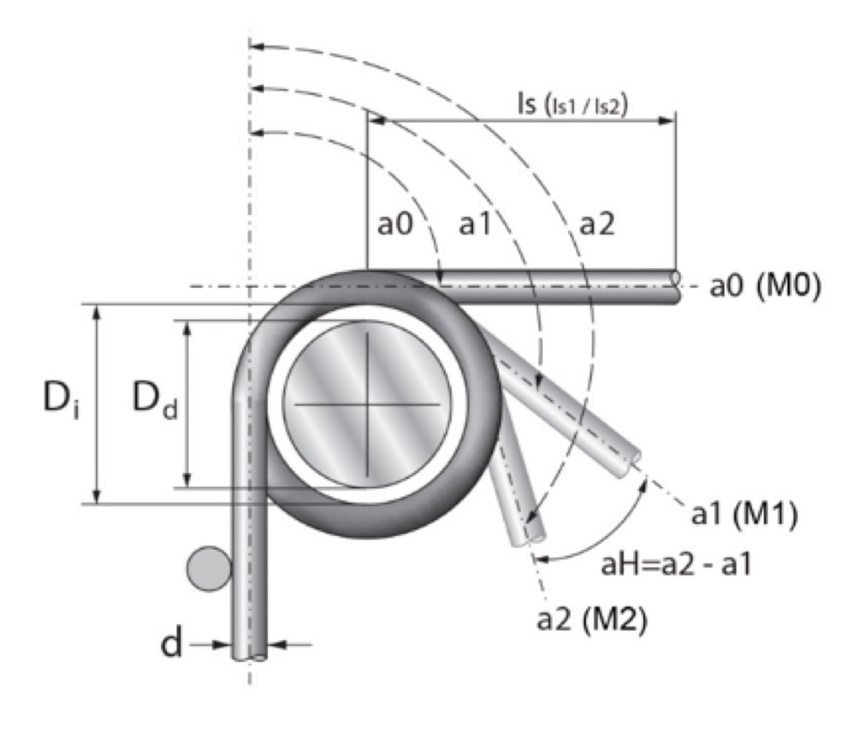 ls (ls1 / ls2)
a0
a1
a2
a0 (M0)
Di
Dd
a1 (M1)
aH=a2 - a1
a2 (M2)
d